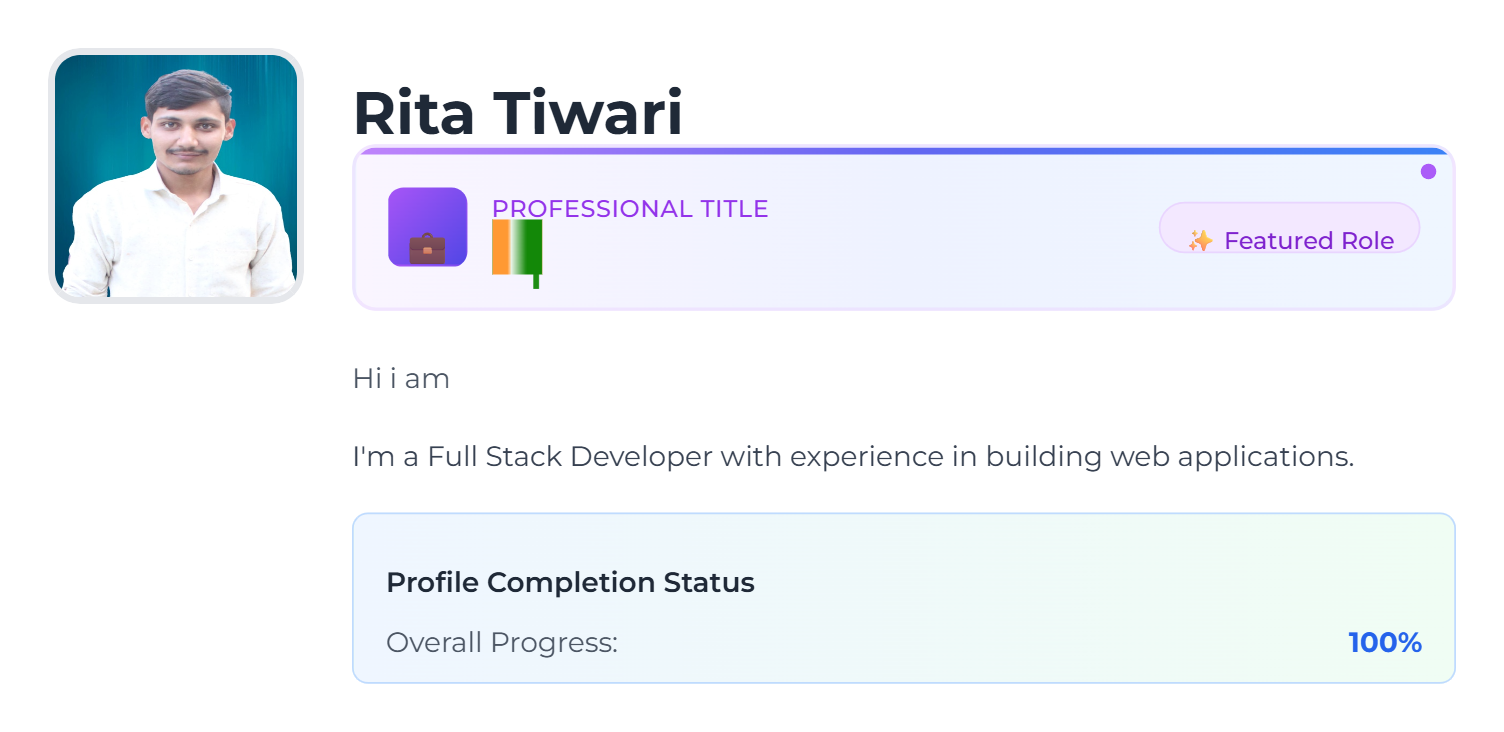 Rita Tiwari
PROFESSIONAL TITLE
✨ Featured Role
Hi i am
I'm a Full Stack Developer with experience in building web applications.
Profile Completion Status
Overall Progress: 100%